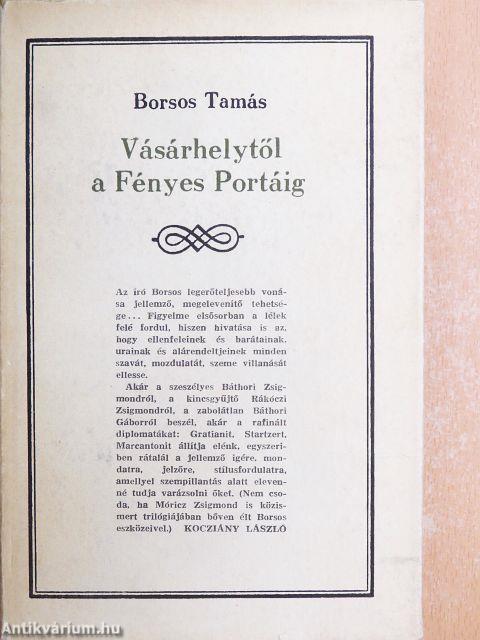 Borsos Tamás
Vásárhelytől
a Fényes Portáig
Az író Borsos legerőteljesebb voná-
sa jellemző, megelevenítő tehetsé-
ge... Figyelme elsősorban a lélek
felé fordul, hiszen hivatása is az,
hogy ellenfeleinek és barátainak,
urainak és alárendeltjeinek minden
szavát, mozdulatát, szeme villanását
ellesse.
Akár a szeszélyes Báthori Zsig-
mondról, a kincsgyűjtő Rákóczi
Zsigmondról, a zabolátlan Báthori
Gáborról beszél, akár a rafinált
diplomatákat: Gratianit, Startzert,
Marcantonit állítja elénk, egyszeri-
ben rátalál a jellemző igére, mon-
datra, jelzőre, stílusfordulatra,
amellyel szempillantás alatt eleven-
né tudja varázsolni őket. (Nem cso-
da, ha Móricz Zsigmond is közis-
mert trilógiájában bőven élt Borsos
eszközeivel.) KOCZIÁNY LÁSZLÓ
Antikvárium.hu